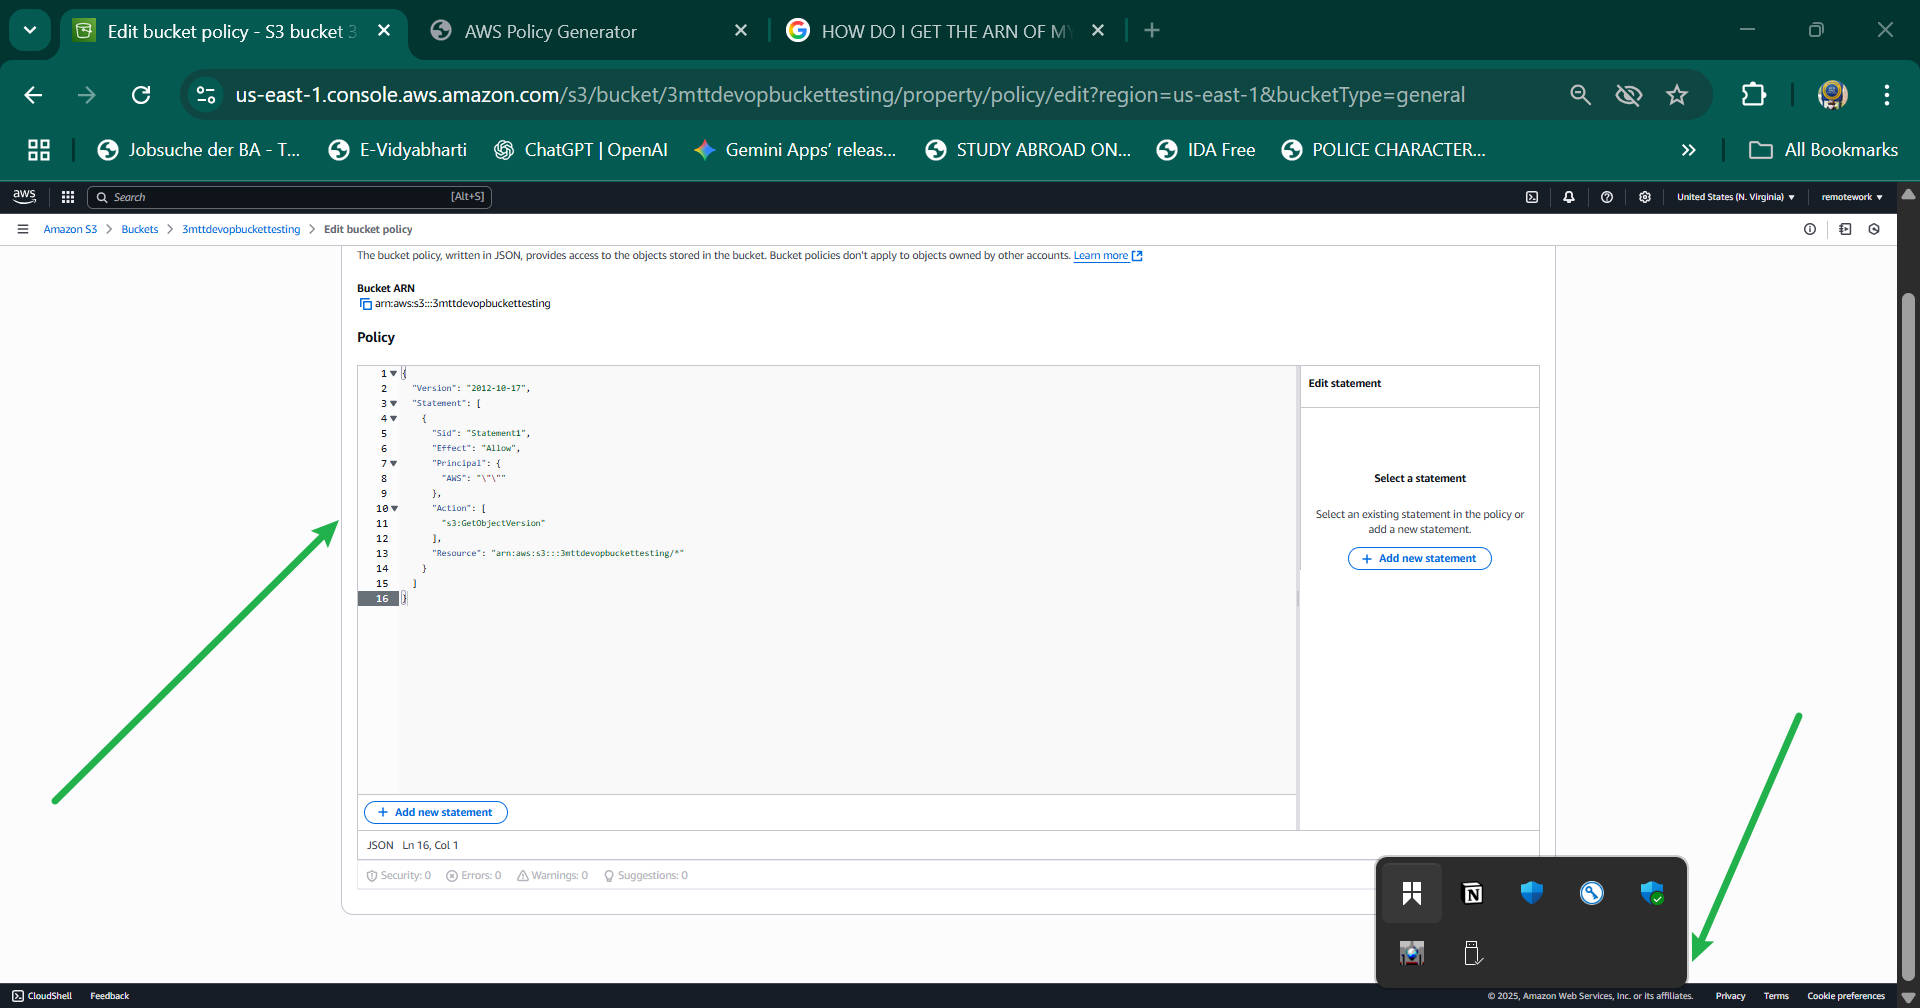 Edit bucket policy - S3 bucket 3
AWS Policy Generator
HOW DO I GET THE ARN OF MY
us-east-1.console.aws.amazon.com/s3/bucket/3mttdevopbuckettesting/property/policy/edit?region=us-east-1&bucketType=general
Jobsuche der BA - T...
E-Vidyabharti
ChatGPT | OpenAI
Gemini Apps' releas...
STUDY ABROAD ON...
IDA Free
POLICE CHARACTER...
All Bookmarks
aws
Search
[Alt+S]
United States (N. Virginia)
remotework
Amazon S3
Buckets
3mttdevopbuckettesting
Edit bucket policy
The bucket policy, written in JSON, provides access to the objects stored in the bucket. Bucket policies don't apply to objects owned by other accounts. Learn more
Bucket ARN
arn:aws:s3:::3mttdevopbuckettesting
Policy
1 {
2 "Version": "2012-10-17",
3 "Statement": [
4 {
5 "Sid": "Statement1",
6 "Effect": "Allow",
7 "Principal": {
8 "AWS": "\"\""
9 },
10 "Action": [
11 "s3:GetObjectVersion"
12 ],
13 "Resource": "arn:aws:s3:::3mttdevopbuckettesting/*"
14 }
15 ]
16 }
Edit statement
Select a statement
Select an existing statement in the policy or
add a new statement.
+ Add new statement
+ Add new statement
JSON Ln 16, Col 1
Security: 0
Errors: 0
Warnings: 0
Suggestions: 0
N
CloudShell
Feedback
© 2025, Amazon Web Services, Inc. or its affiliates.
Privacy
Terms
Cookie preferences